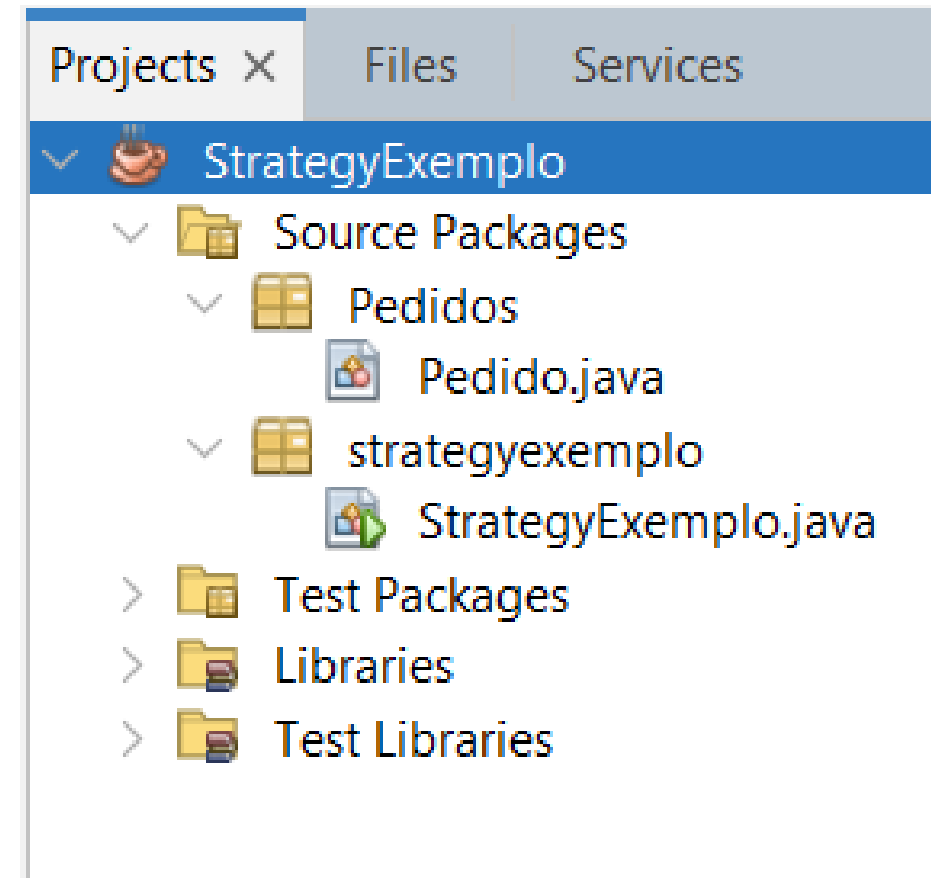 Projects Files Services
StrategyExemplo
Source Packages
Pedidos
Pedido.java
strategyexemplo
StrategyExemplo.java
Test Packages
Libraries
Test Libraries